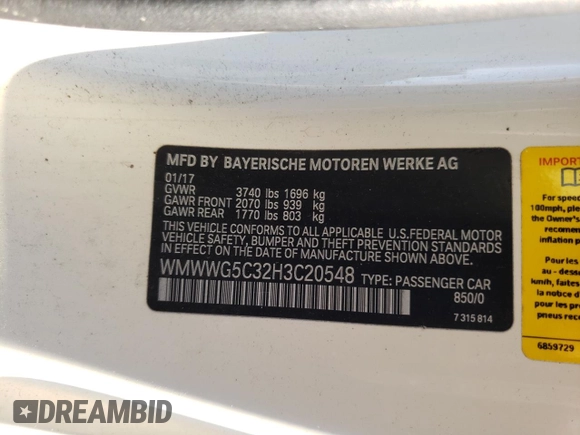 MFD BY BAYERISCHE MOTOREN WERKE AG
01/17
GVWR 3740 lbs 1696 kg
GAWR FRONT 2070 lbs 939 kg
GAWR REAR 1770 lbs 803 kg
THIS VEHICLE CONFORMS TO ALL APPLICABLE U.S. FEDERAL MOTOR
VEHICLE SAFETY, BUMPER AND THEFT PREVENTION STANDARDS
IN EFFECT ON THE DATE OF MANUFACTURE SHOWN ABOVE.
WMWWG5C32H3C20548 TYPE: PASSENGER CAR
850/0
7 315 814
IMPORT
For speed
100mph, ple
the Owner's
recomen
inflation p
Pour les
au - dessu
km/h, faites
la notice d
pour les pr
pneus reco
6859729
DREAMBID